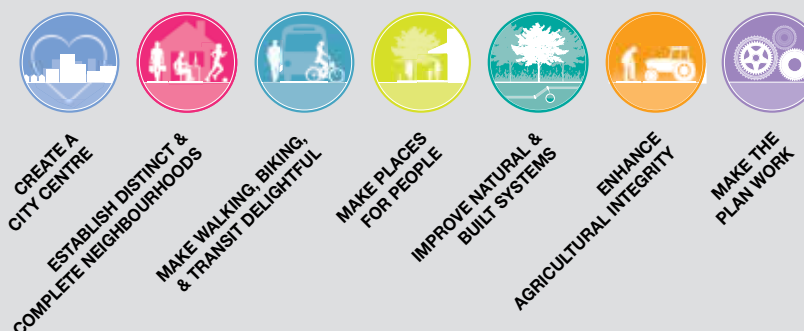 CREATE A
CITY CENTRE
ESTABLISH DISTINCT &
COMPLETE NEIGHBOURHOODS
MAKE WALKING, BIKING,
& TRANSIT DELIGHTFUL
MAKE PLACES
FOR PEOPLE
IMPROVE NATURAL &
BUILT SYSTEMS
ENHANCE
AGRICULTURAL INTEGRITY
MAKE THE
PLAN WORK